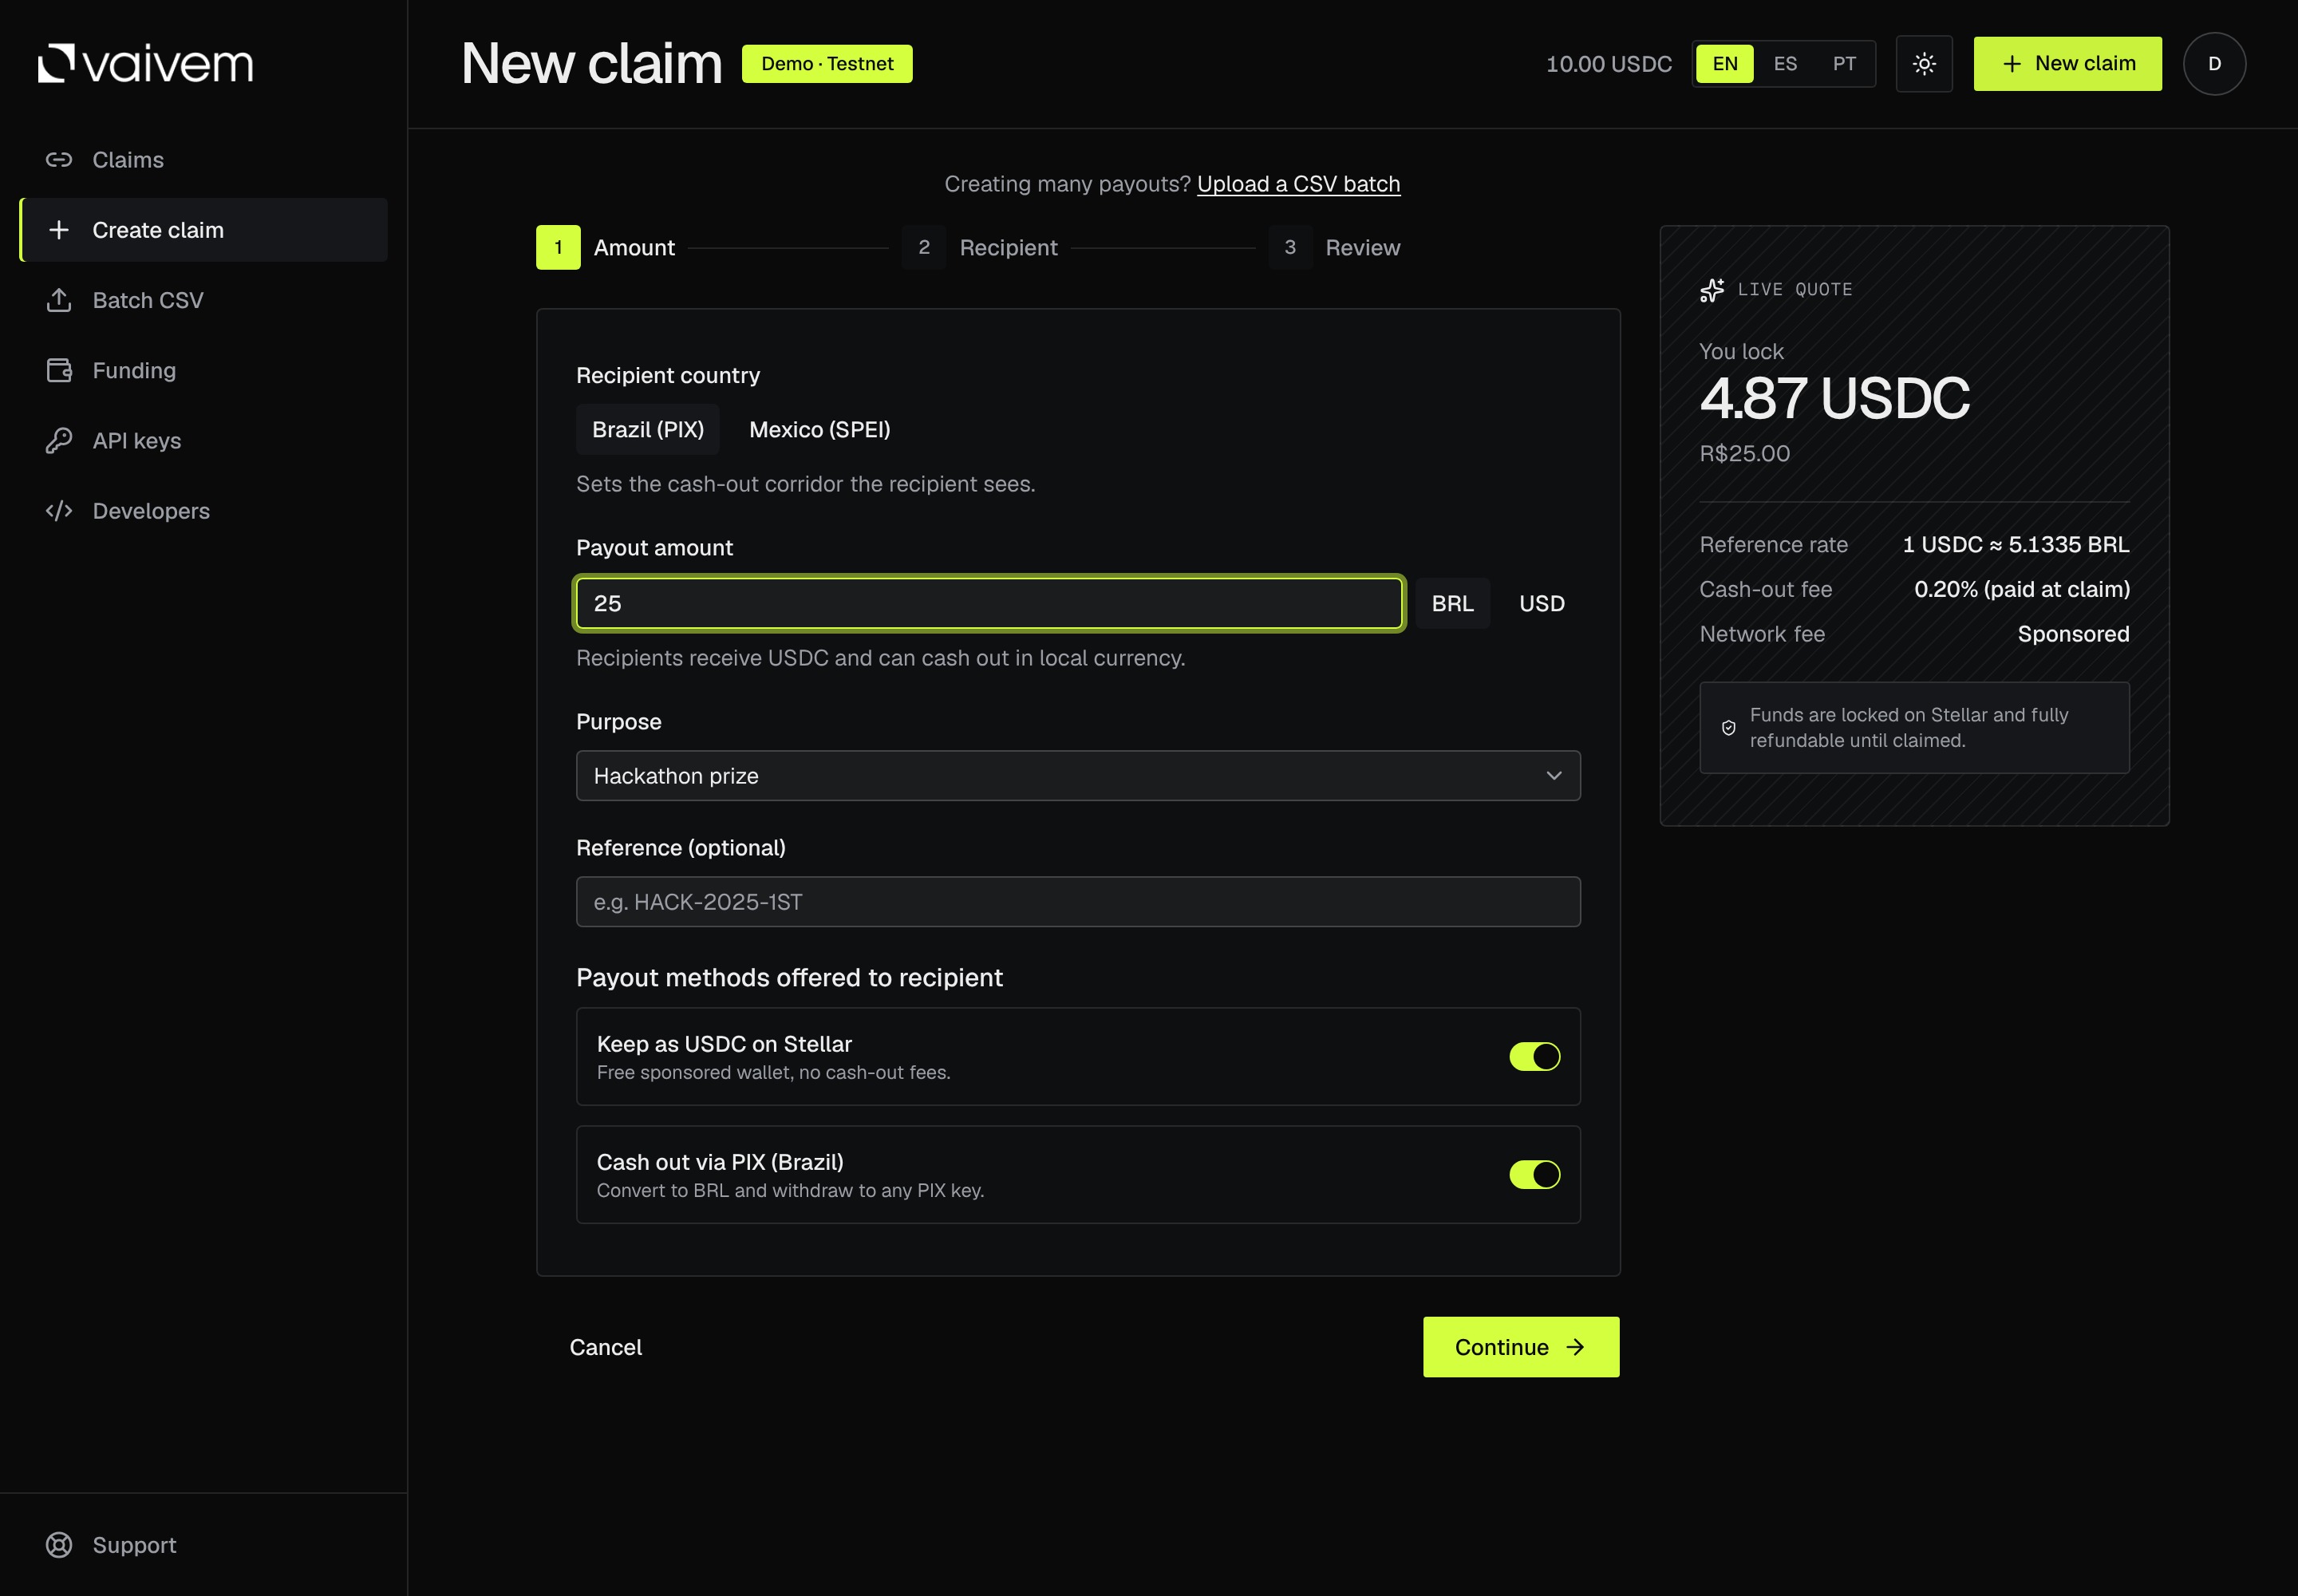 vaivem
New claim
Demo · Testnet
10.00 USDC
EN ES PT
+ New claim
D
Claims
Create claim
Batch CSV
Funding
API keys
Developers
Support
Creating many payouts? Upload a CSV batch
1 Amount
2 Recipient
3 Review
Recipient country
Brazil (PIX) Mexico (SPEI)
Sets the cash-out corridor the recipient sees.
Payout amount
25 BRL USD
Recipients receive USDC and can cash out in local currency.
Purpose
Hackathon prize
Reference (optional)
e.g. HACK-2025-1ST
Payout methods offered to recipient
Keep as USDC on Stellar
Free sponsored wallet, no cash-out fees.
Cash out via PIX (Brazil)
Convert to BRL and withdraw to any PIX key.
Cancel
Continue →
LIVE QUOTE
You lock
4.87 USDC
R$25.00
Reference rate 1 USDC ≈ 5.1335 BRL
Cash-out fee 0.20% (paid at claim)
Network fee Sponsored
Funds are locked on Stellar and fully
refundable until claimed.